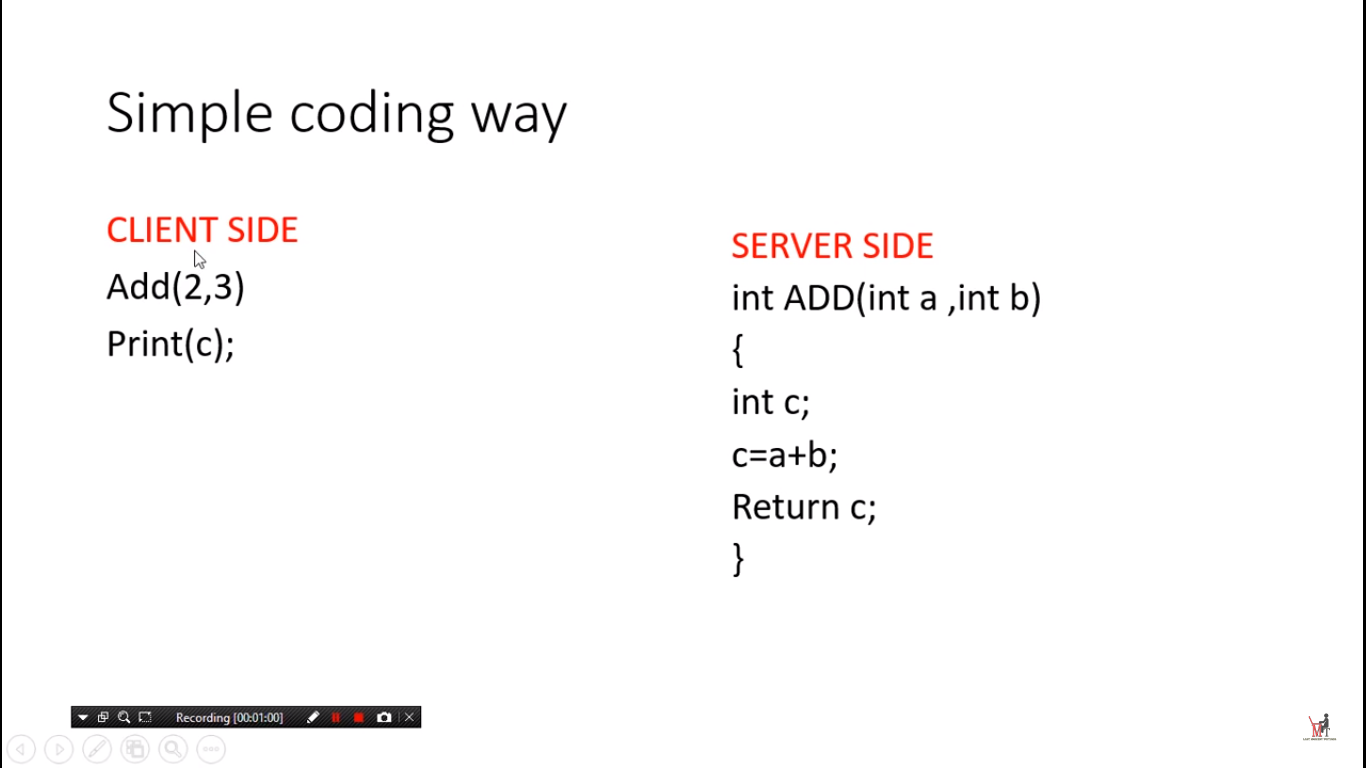 Simple coding way
CLIENT SIDE
Add(2,3)
Print(c);
SERVER SIDE
int ADD(int a ,int b)
{
int c;
c=a+b;
Return c;
}
Recording [00:01:00]